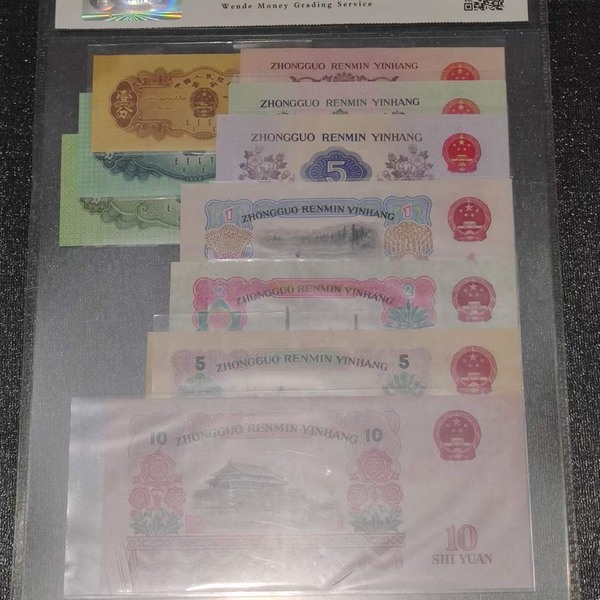 Wende Money Grading Service
ZHONGGUO RENMIN YINHANG
ZHONGGUO RENMIN YINHANG
ZHONGGUO RENMIN YINHANG
5
1 ZHONGGUO RENMIN YINHANG 1
2 ZHONGGUO RENMIN YINHANG 2
5 ZHONGGUO RENMIN YINHANG 5
10 ZHONGGUO RENMIN YINHANG 10
10
SHI YUAN